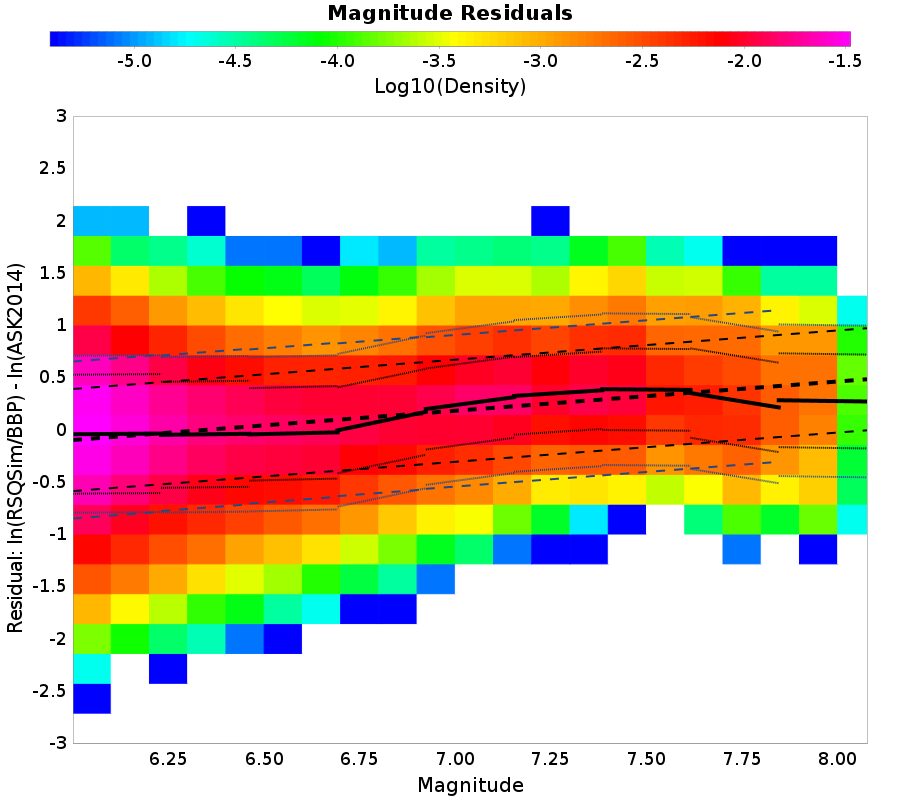 Magnitude Residuals
-5.0 -4.5 -4.0 -3.5 -3.0 -2.5 -2.0 -1.5
Log10(Density)
Residual: ln(RSQSim/BBP) - ln(ASK2014)
3
2.5
2
1.5
1
0.5
0
-0.5
-1
-1.5
-2
-2.5
-3
6.25 6.50 6.75 7.00 7.25 7.50 7.75 8.00
Magnitude